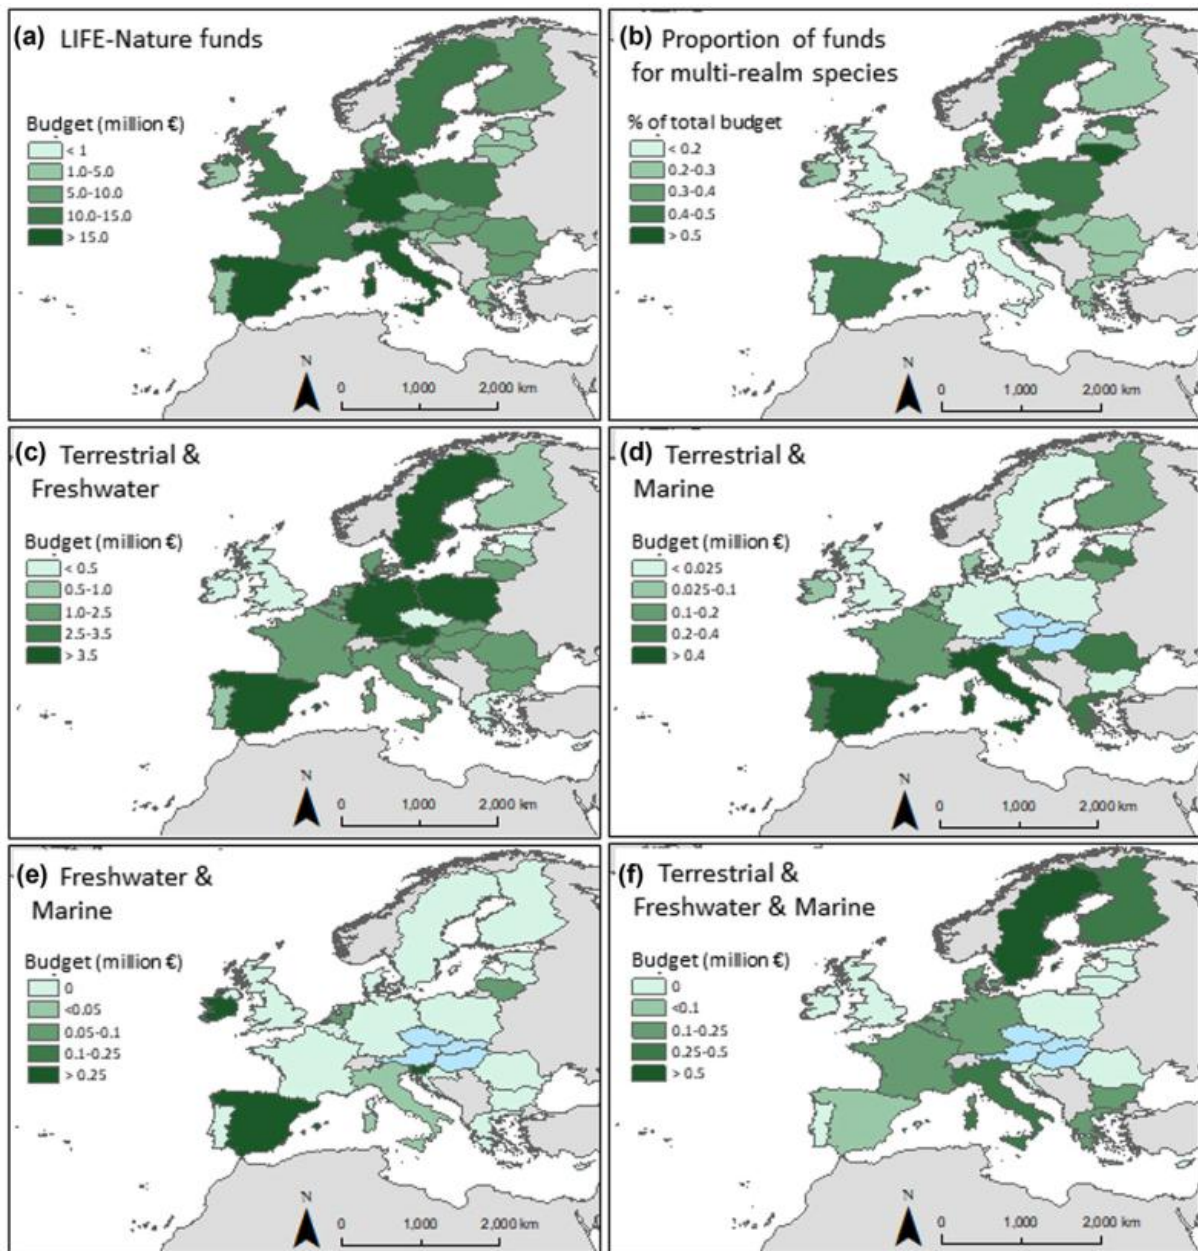 (a) LIFE-Nature funds
Budget (million €)
< 1
1.0-5.0
5.0-10.0
10.0-15.0
> 15.0
N
0 1,000 2,000 km
(b) Proportion of funds
for multi-realm species
% of total budget
< 0.2
0.2-0.3
0.3-0.4
0.4-0.5
> 0.5
N
0 1,000 2,000 km
(c) Terrestrial &
Freshwater
Budget (million €)
< 0.5
0.5-1.0
1.0-2.5
2.5-3.5
> 3.5
N
0 1,000 2,000 km
(d) Terrestrial &
Marine
Budget (million €)
< 0.025
0.025-0.1
0.1-0.2
0.2-0.4
> 0.4
N
0 1,000 2,000 km
(e) Freshwater &
Marine
Budget (million €)
0
<0.05
0.05-0.1
0.1-0.25
> 0.25
N
0 1,000 2,000 km
(f) Terrestrial &
Freshwater & Marine
Budget (million €)
0
<0.1
0.1-0.25
0.25-0.5
> 0.5
N
0 1,000 2,000 km